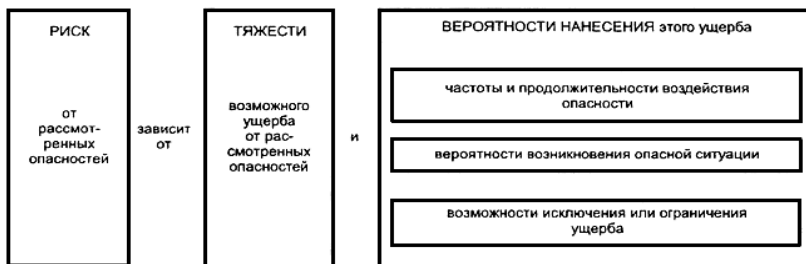 РИСК
от
рассмот-
ренных
опасностей
зависит
от
ТЯЖЕСТИ
возможного
ущерба
от рас-
смотренных
опасностей
и
ВЕРОЯТНОСТИ НАНЕСЕНИЯ этого ущерба
частоты и продолжительности воздействия
опасности
вероятности возникновения опасной ситуации
возможности исключения или ограничения
ущерба